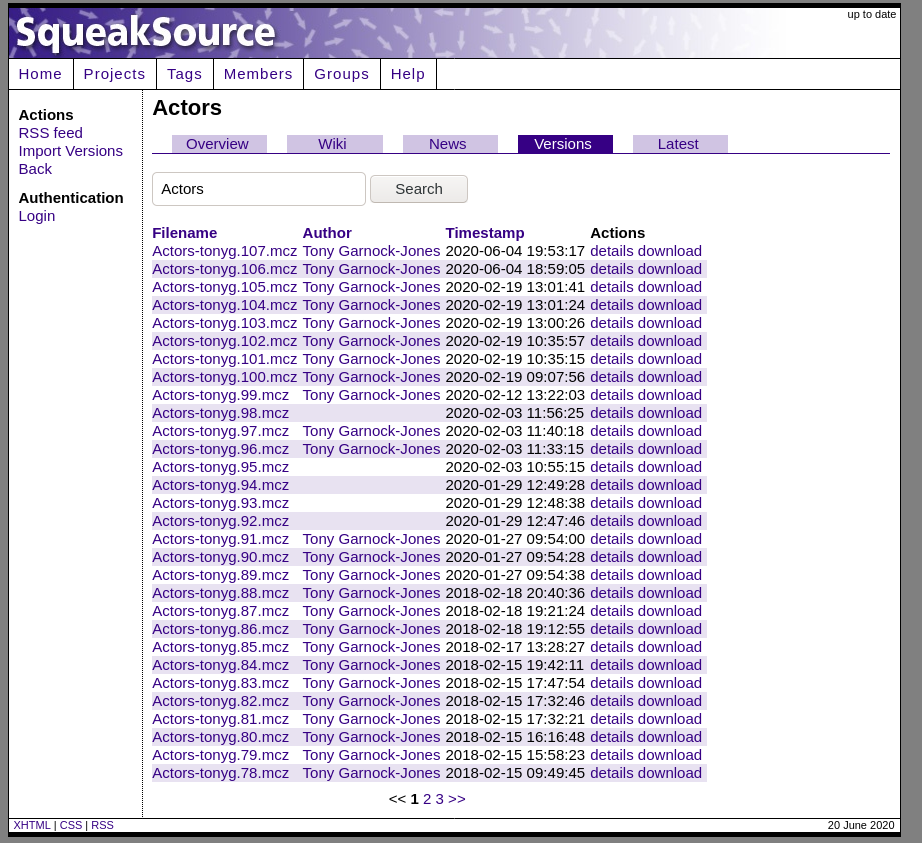 up to date
SqueakSource
Home Projects Tags Members Groups Help
Actions
RSS feed
Import Versions
Back
Authentication
Login
Actors
Overview Wiki News Versions Latest
Actors Search
Filename Author Timestamp Actions
Actors-tonyg.107.mcz Tony Garnock-Jones 2020-06-04 19:53:17 details download
Actors-tonyg.106.mcz Tony Garnock-Jones 2020-06-04 18:59:05 details download
Actors-tonyg.105.mcz Tony Garnock-Jones 2020-02-19 13:01:41 details download
Actors-tonyg.104.mcz Tony Garnock-Jones 2020-02-19 13:01:24 details download
Actors-tonyg.103.mcz Tony Garnock-Jones 2020-02-19 13:00:26 details download
Actors-tonyg.102.mcz Tony Garnock-Jones 2020-02-19 10:35:57 details download
Actors-tonyg.101.mcz Tony Garnock-Jones 2020-02-19 10:35:15 details download
Actors-tonyg.100.mcz Tony Garnock-Jones 2020-02-19 09:07:56 details download
Actors-tonyg.99.mcz Tony Garnock-Jones 2020-02-12 13:22:03 details download
Actors-tonyg.98.mcz 2020-02-03 11:56:25 details download
Actors-tonyg.97.mcz Tony Garnock-Jones 2020-02-03 11:40:18 details download
Actors-tonyg.96.mcz Tony Garnock-Jones 2020-02-03 11:33:15 details download
Actors-tonyg.95.mcz 2020-02-03 10:55:15 details download
Actors-tonyg.94.mcz 2020-01-29 12:49:28 details download
Actors-tonyg.93.mcz 2020-01-29 12:48:38 details download
Actors-tonyg.92.mcz 2020-01-29 12:47:46 details download
Actors-tonyg.91.mcz Tony Garnock-Jones 2020-01-27 09:54:00 details download
Actors-tonyg.90.mcz Tony Garnock-Jones 2020-01-27 09:54:28 details download
Actors-tonyg.89.mcz Tony Garnock-Jones 2020-01-27 09:54:38 details download
Actors-tonyg.88.mcz Tony Garnock-Jones 2018-02-18 20:40:36 details download
Actors-tonyg.87.mcz Tony Garnock-Jones 2018-02-18 19:21:24 details download
Actors-tonyg.86.mcz Tony Garnock-Jones 2018-02-18 19:12:55 details download
Actors-tonyg.85.mcz Tony Garnock-Jones 2018-02-17 13:28:27 details download
Actors-tonyg.84.mcz Tony Garnock-Jones 2018-02-15 19:42:11 details download
Actors-tonyg.83.mcz Tony Garnock-Jones 2018-02-15 17:47:54 details download
Actors-tonyg.82.mcz Tony Garnock-Jones 2018-02-15 17:32:46 details download
Actors-tonyg.81.mcz Tony Garnock-Jones 2018-02-15 17:32:21 details download
Actors-tonyg.80.mcz Tony Garnock-Jones 2018-02-15 16:16:48 details download
Actors-tonyg.79.mcz Tony Garnock-Jones 2018-02-15 15:58:23 details download
Actors-tonyg.78.mcz Tony Garnock-Jones 2018-02-15 09:49:45 details download
<< 1 2 3 >>
XHTML | CSS | RSS 20 June 2020